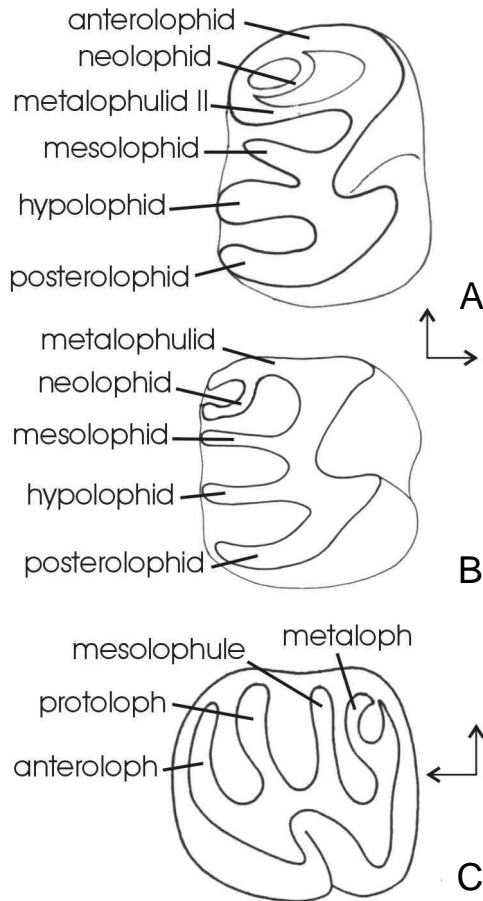 anterolophid
neolophid
metalophulid II
mesolophid
hypolophid
posterolophid
A
metalophulid
neolophid
mesolophid
hypolophid
posterolophid
B
metaloph
mesolophule
protoloph
anteroloph
C